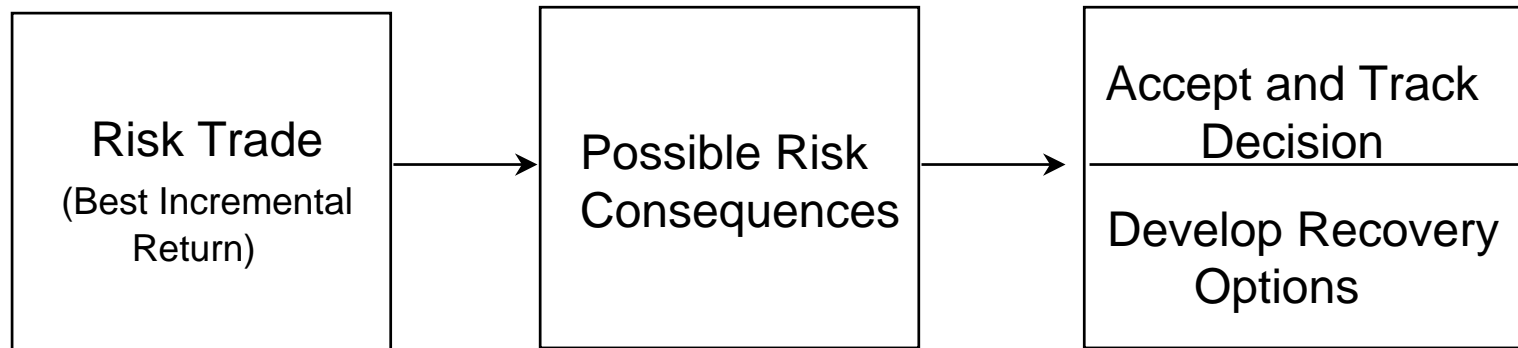 Risk Trade
(Best Incremental
Return)
Possible Risk
Consequences
Accept and Track
Decision
Develop Recovery
Options